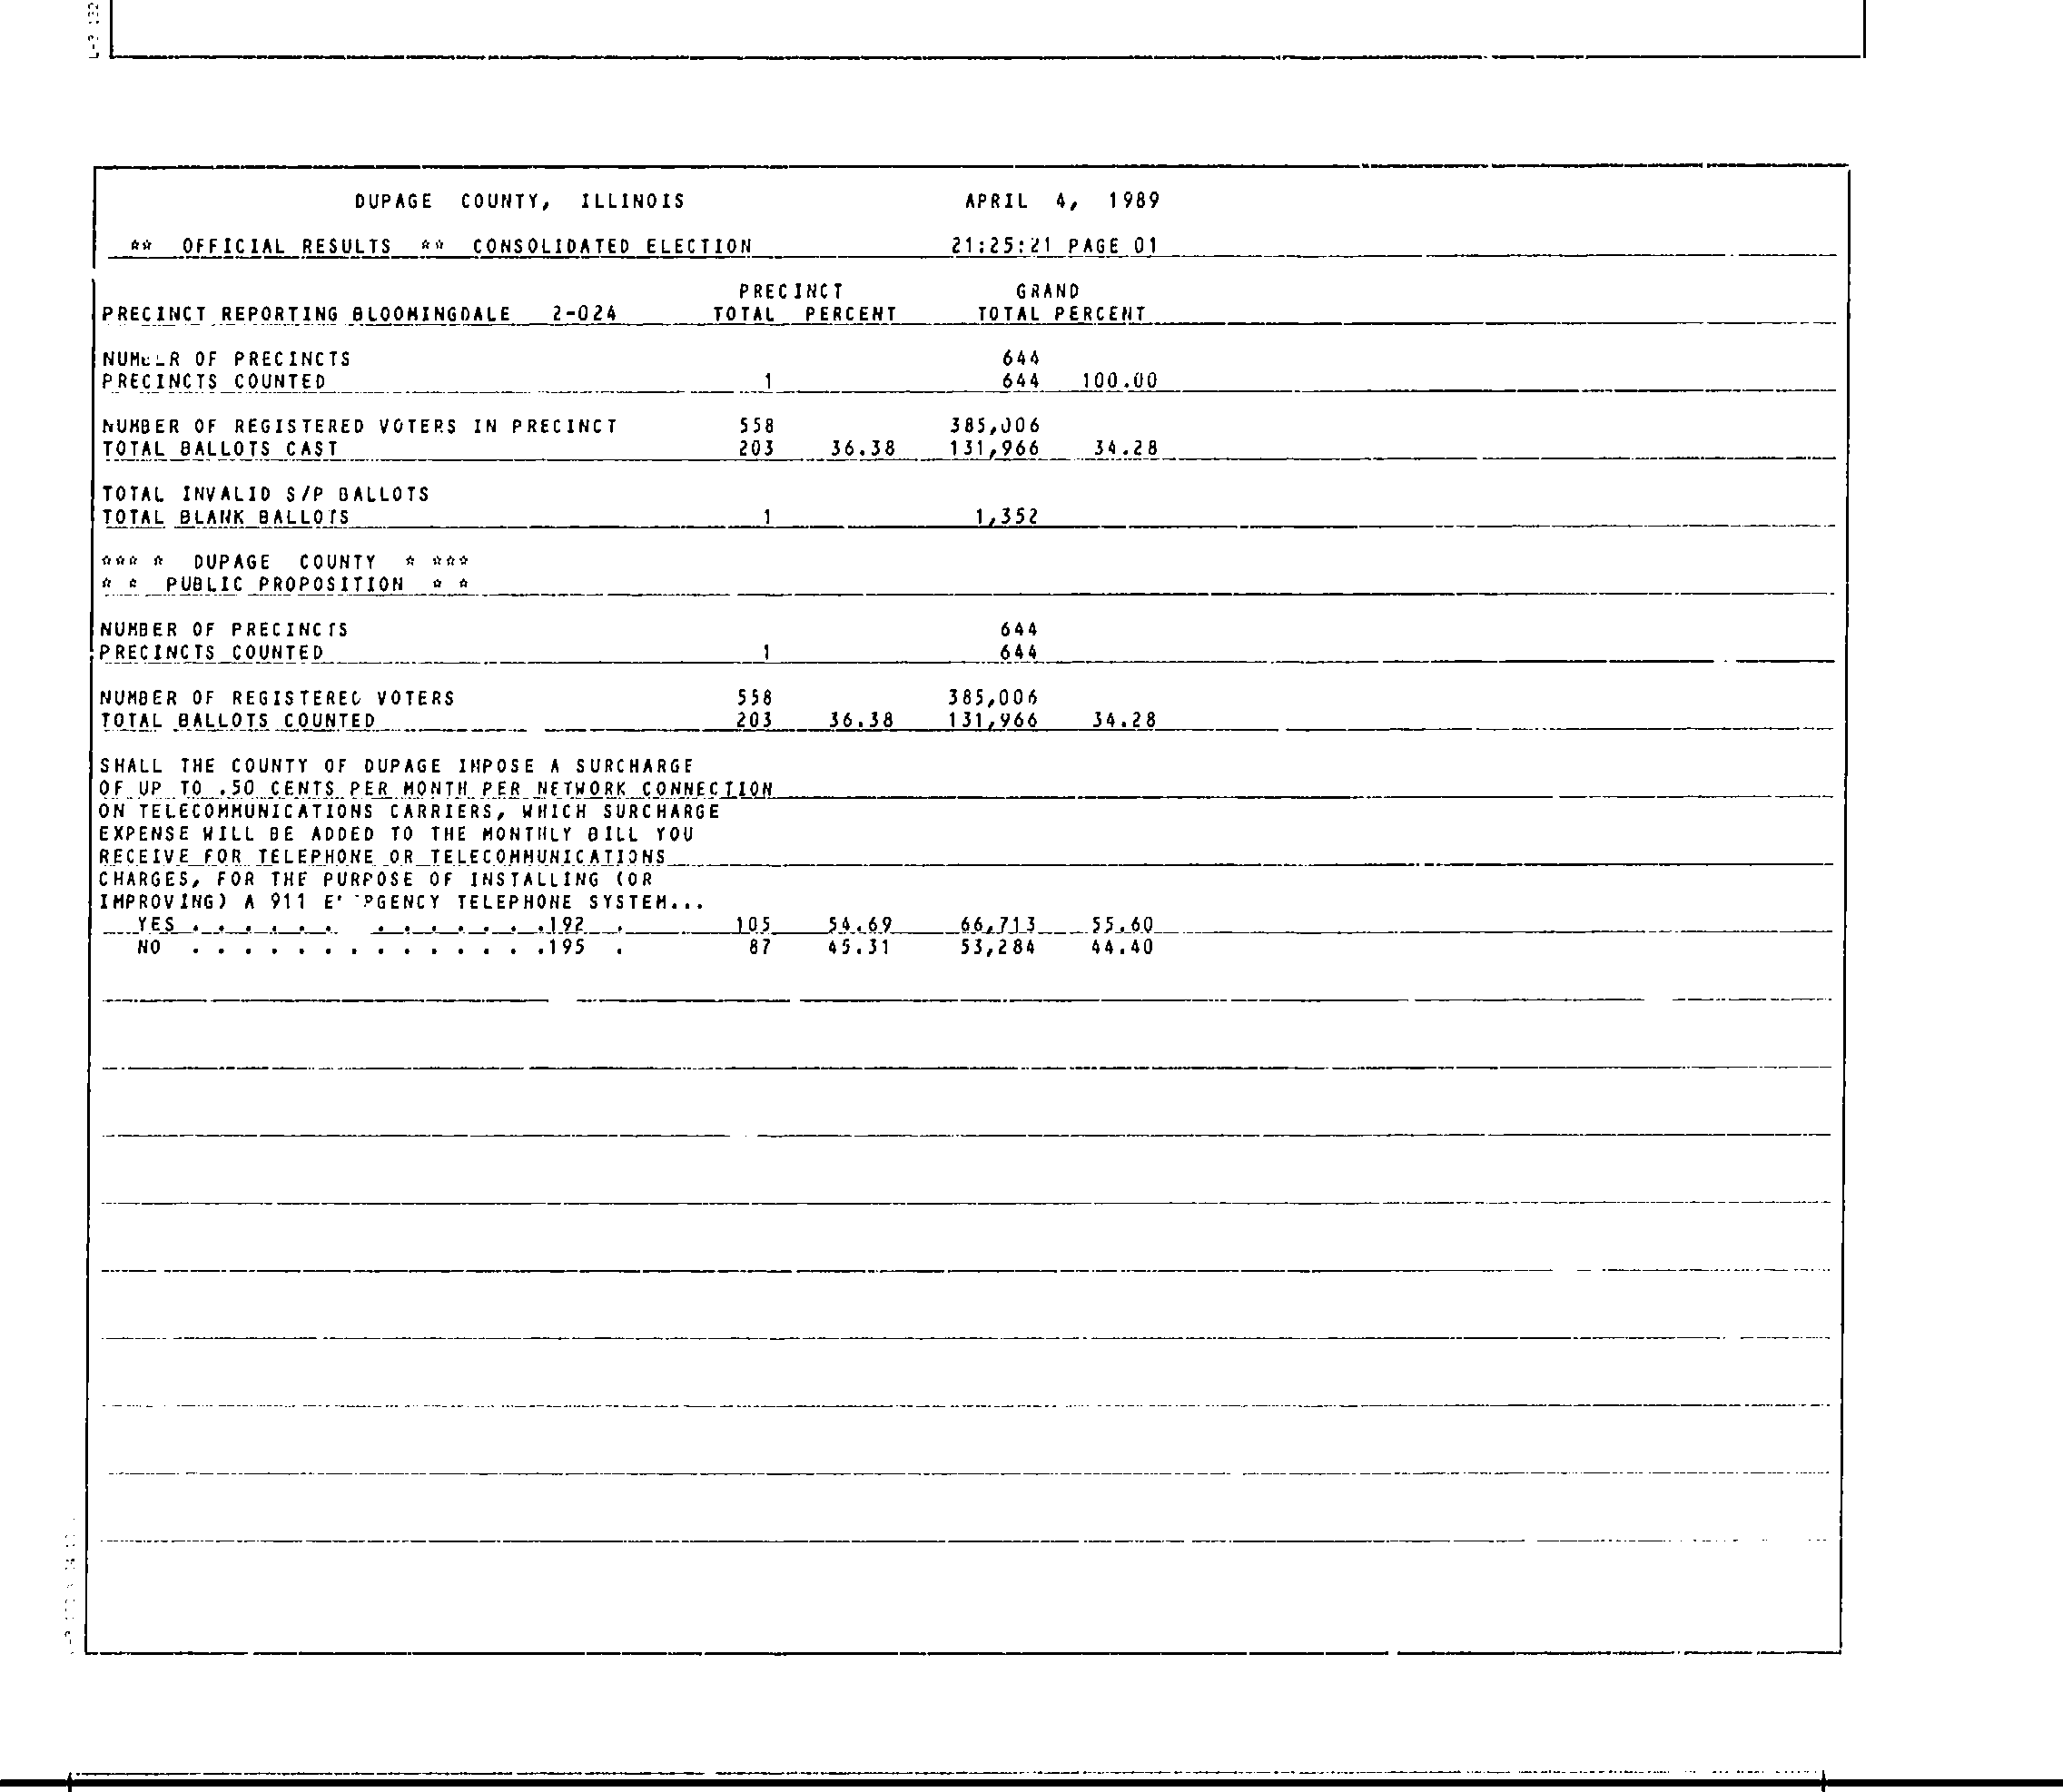 DUPAGE COUNTY, ILLINOIS APRIL 4, 1989
** OFFICIAL RESULTS ** CONSOLIDATED ELECTION 21:25:21 PAGE 01
PRECINCT GRAND
PRECINCT REPORTING BLOOMINGDALE 2-024 TOTAL PERCENT TOTAL PERCENT
NUMBER OF PRECINCTS 644
PRECINCTS COUNTED 1 644 100.00
NUMBER OF REGISTERED VOTERS IN PRECINCT 558 385,006
TOTAL BALLOTS CAST 203 36.38 131,966 34.28
TOTAL INVALID S/P BALLOTS
TOTAL BLANK BALLOTS 1 1,352
*** * DUPAGE COUNTY * ***
* * PUBLIC PROPOSITION * *
NUMBER OF PRECINCTS 644
PRECINCTS COUNTED 1 644
NUMBER OF REGISTERED VOTERS 558 385,006
TOTAL BALLOTS COUNTED 203 36.38 131,966 34.28
SHALL THE COUNTY OF DUPAGE IMPOSE A SURCHARGE
OF UP TO .50 CENTS PER MONTH PER NETWORK CONNECTION
ON TELECOMMUNICATIONS CARRIERS, WHICH SURCHARGE
EXPENSE WILL BE ADDED TO THE MONTHLY BILL YOU
RECEIVE FOR TELEPHONE OR TELECOMMUNICATIONS
CHARGES, FOR THE PURPOSE OF INSTALLING (OR
IMPROVING) A 911 EMERGENCY TELEPHONE SYSTEM...
YES . . . . . . . . . . . . .192 . 105 54.69 66,713 55.60
NO . . . . . . . . . . . . . .195 . 87 45.31 53,284 44.40